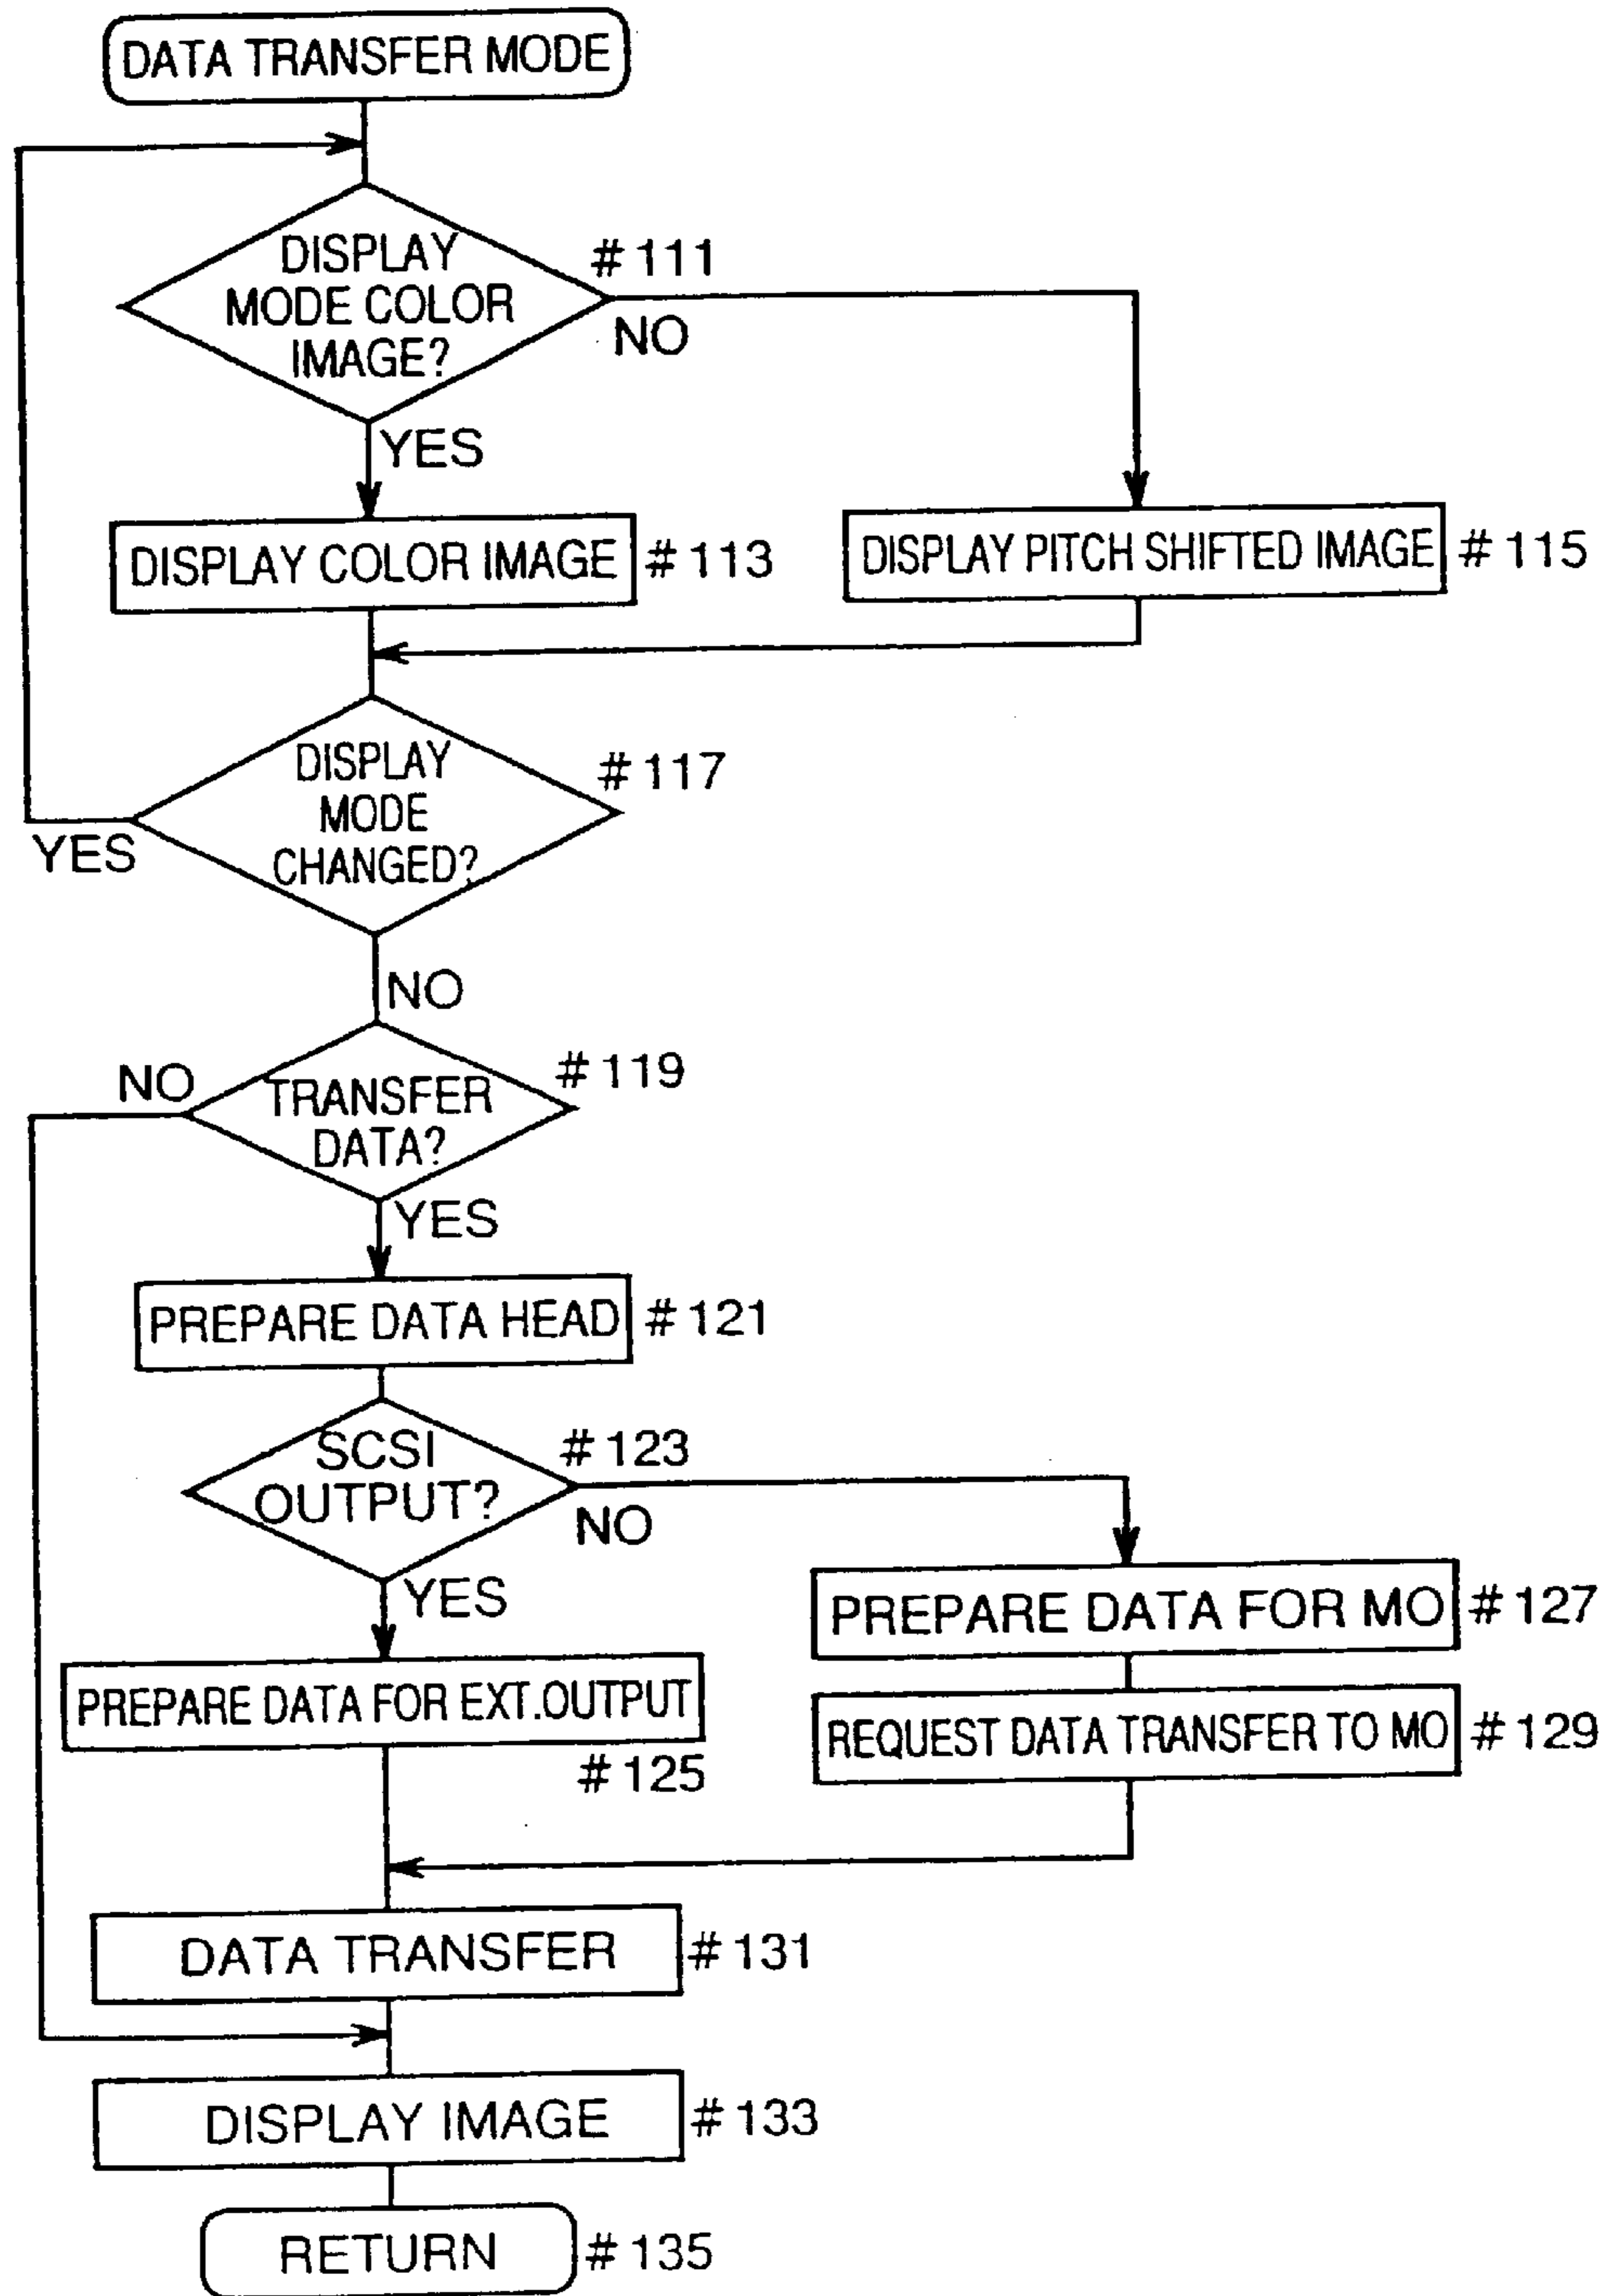 DATA TRANSFER MODE
DISPLAY
MODE COLOR
IMAGE?
# 111
NO
YES
DISPLAY COLOR IMAGE
# 113
DISPLAY PITCH SHIFTED IMAGE
# 115
DISPLAY
MODE
CHANGED?
# 117
YES
NO
NO
TRANSFER
DATA?
# 119
YES
PREPARE DATA HEAD
# 121
SCSI
OUTPUT?
# 123
NO
YES
PREPARE DATA FOR MO
# 127
PREPARE DATA FOR EXT.OUTPUT
# 125
REQUEST DATA TRANSFER TO MO
# 129
DATA TRANSFER
# 131
DISPLAY IMAGE
# 133
RETURN
# 135